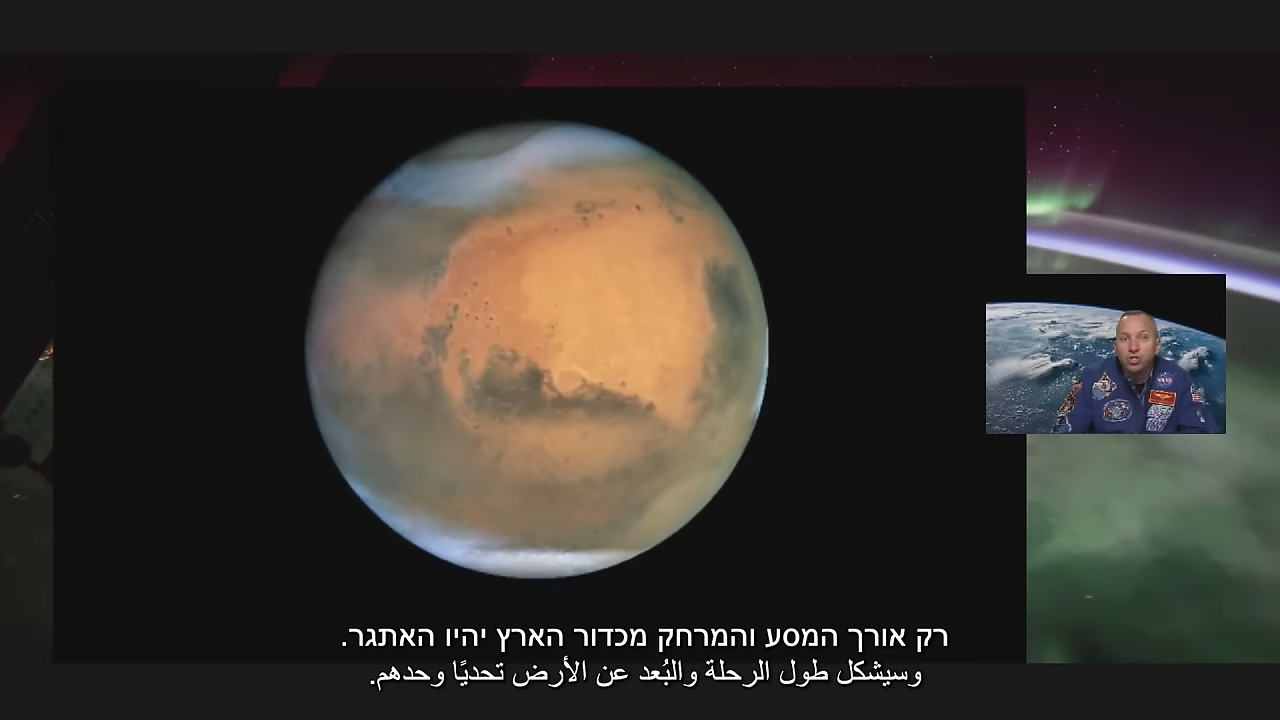 רק אורך המסע והמרחק מכדור הארץ יהיו האתגר.
وسيشكل طول الرحلة والبُعد عن الأرض تحديًا وحدهم.